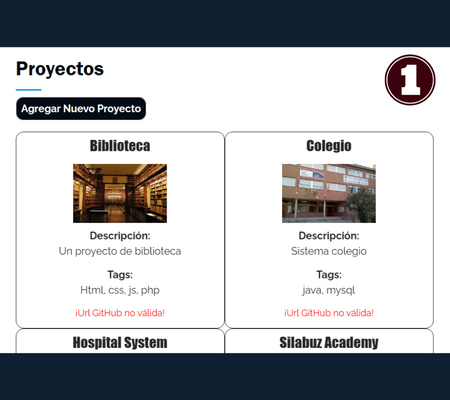 Proyectos
1
Agregar Nuevo Proyecto
Biblioteca
Descripción:
Un proyecto de biblioteca
Tags:
Html, css, js, php
¡Url GitHub no válida!
Colegio
Descripción:
Sistema colegio
Tags:
java, mysql
¡Url GitHub no válida!
Hospital System
Silabuz Academy